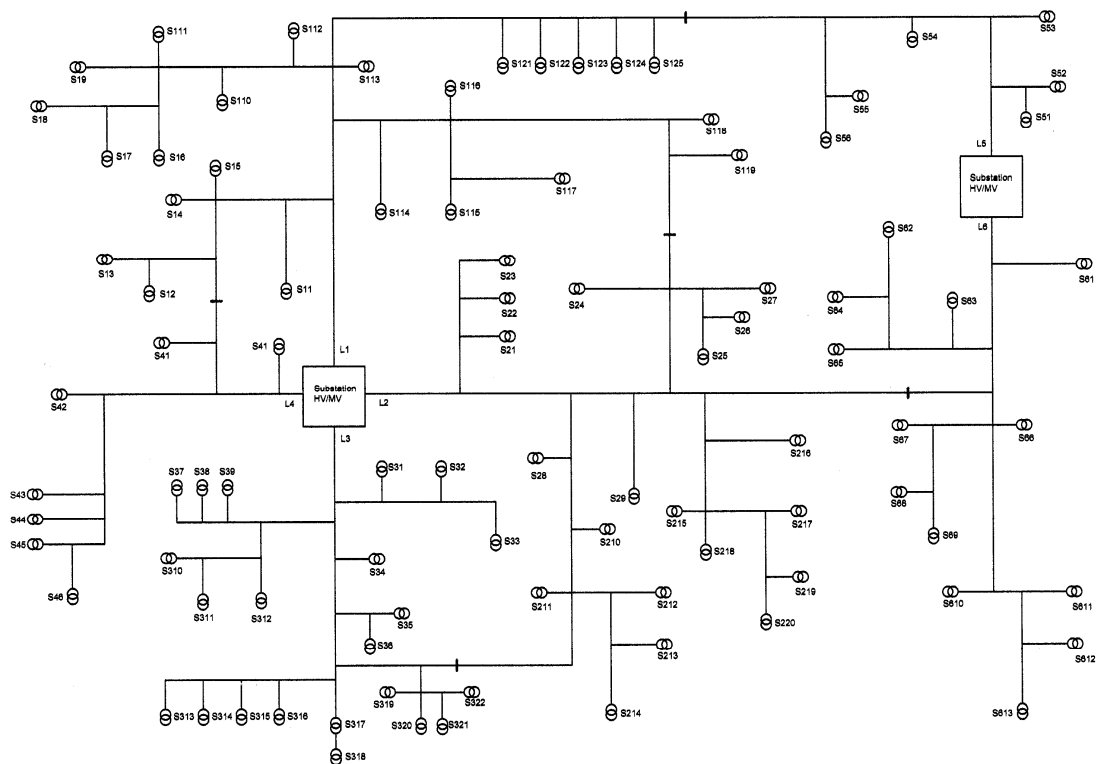 S111
S112
S53
S54
S19
S113
S121
S122
S123
S124
S125
S52
S110
S116
S18
S55
S51
S118
S56
S17
S16
S15
S119
L5
S117
Substation
HV/MV
S14
S114
S115
L6
S62
S13
S23
S61
S12
S11
S24
S27
S22
S64
S63
S26
S41
S41
S21
S25
S65
L1
Substation
HV/MV
S42
L4
L2
L3
S67
S66
S216
S31
S32
S28
S37
S38
S39
S43
S29
S68
S215
S217
S44
S210
S69
S45
S33
S218
S310
S34
S46
S311
S312
S211
S212
S219
S610
S611
S35
S220
S36
S213
S612
S319
S322
S313
S314
S315
S316
S317
S320
S321
S214
S613
S318